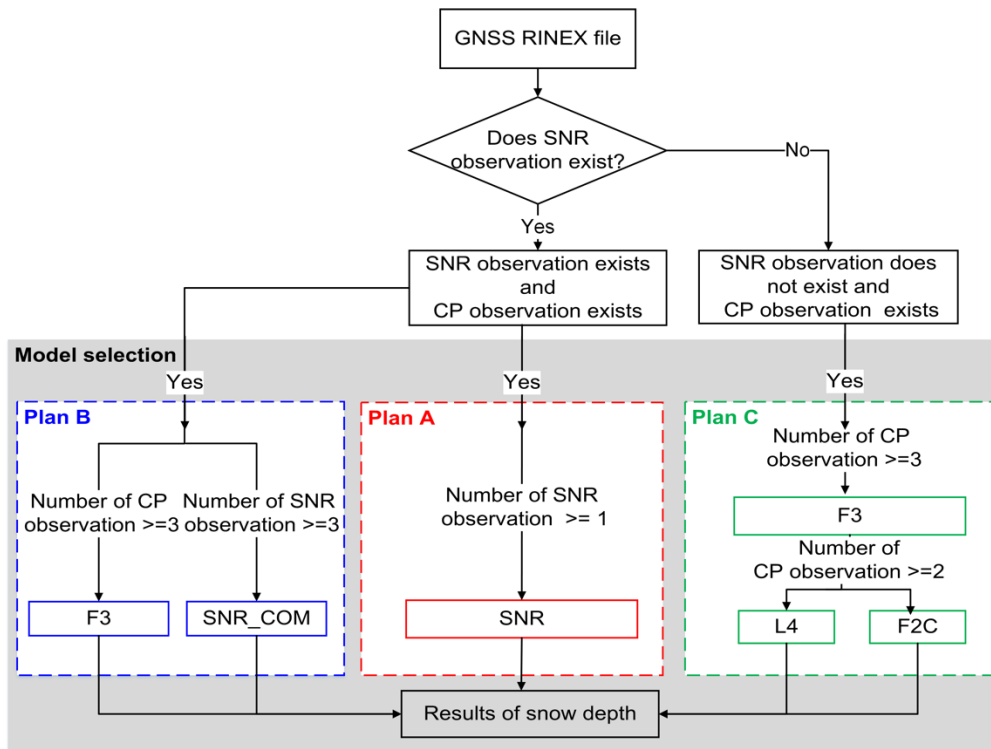 GNSS RINEX file
Does SNR
observation exist?
No
Yes
SNR observation exists
and
CP observation exists
SNR observation does
not exist and
CP observation exists
Model selection
Yes
Yes
Yes
Plan B
Number of CP
observation >=3
Number of SNR
observation >=3
F3
SNR_COM
Plan A
Number of SNR
observation >= 1
SNR
Plan C
Number of CP
observation >=3
F3
Number of
CP observation >=2
L4
F2C
Results of snow depth